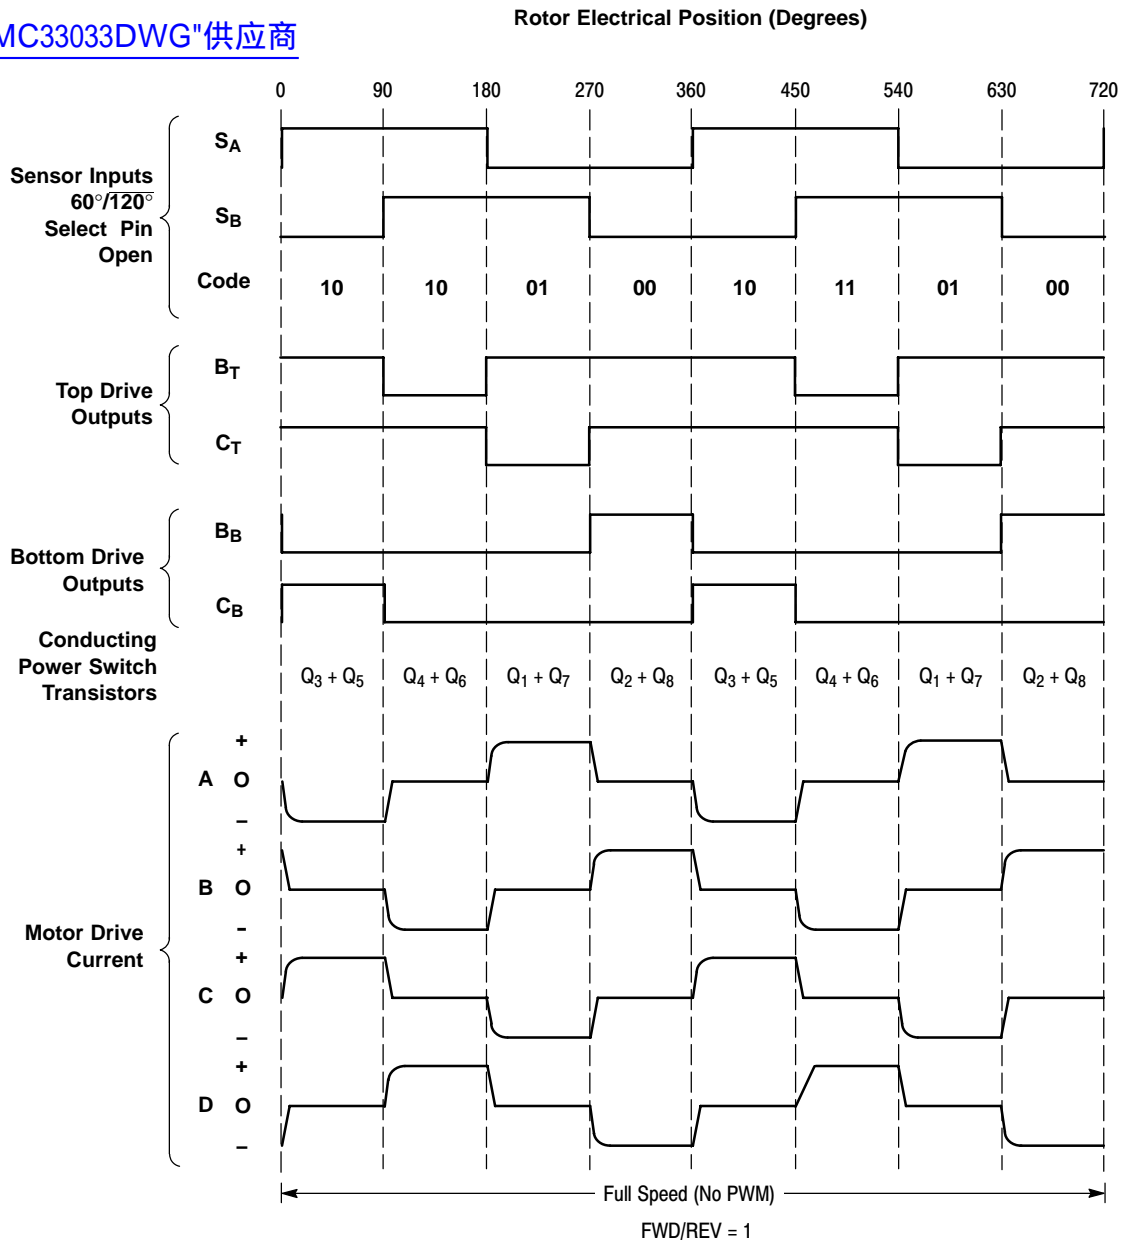 Rotor Electrical Position (Degrees)
MC33033DWG"供应商
0 90 180 270 360 450 540 630 720
Sensor Inputs
60°/120°
Select Pin
Open
SA
SB
Code
10 10 01 00 10 11 01 00
Top Drive
Outputs
BT
CT
Bottom Drive
Outputs
BB
CB
Conducting
Power Switch
Transistors
Q3 + Q5 Q4 + Q6 Q1 + Q7 Q2 + Q8 Q3 + Q5 Q4 + Q6 Q1 + Q7 Q2 + Q8
Motor Drive
Current
+
A O
–
+
B O
–
+
C O
–
+
D O
–
Full Speed (No PWM)
FWD/REV = 1